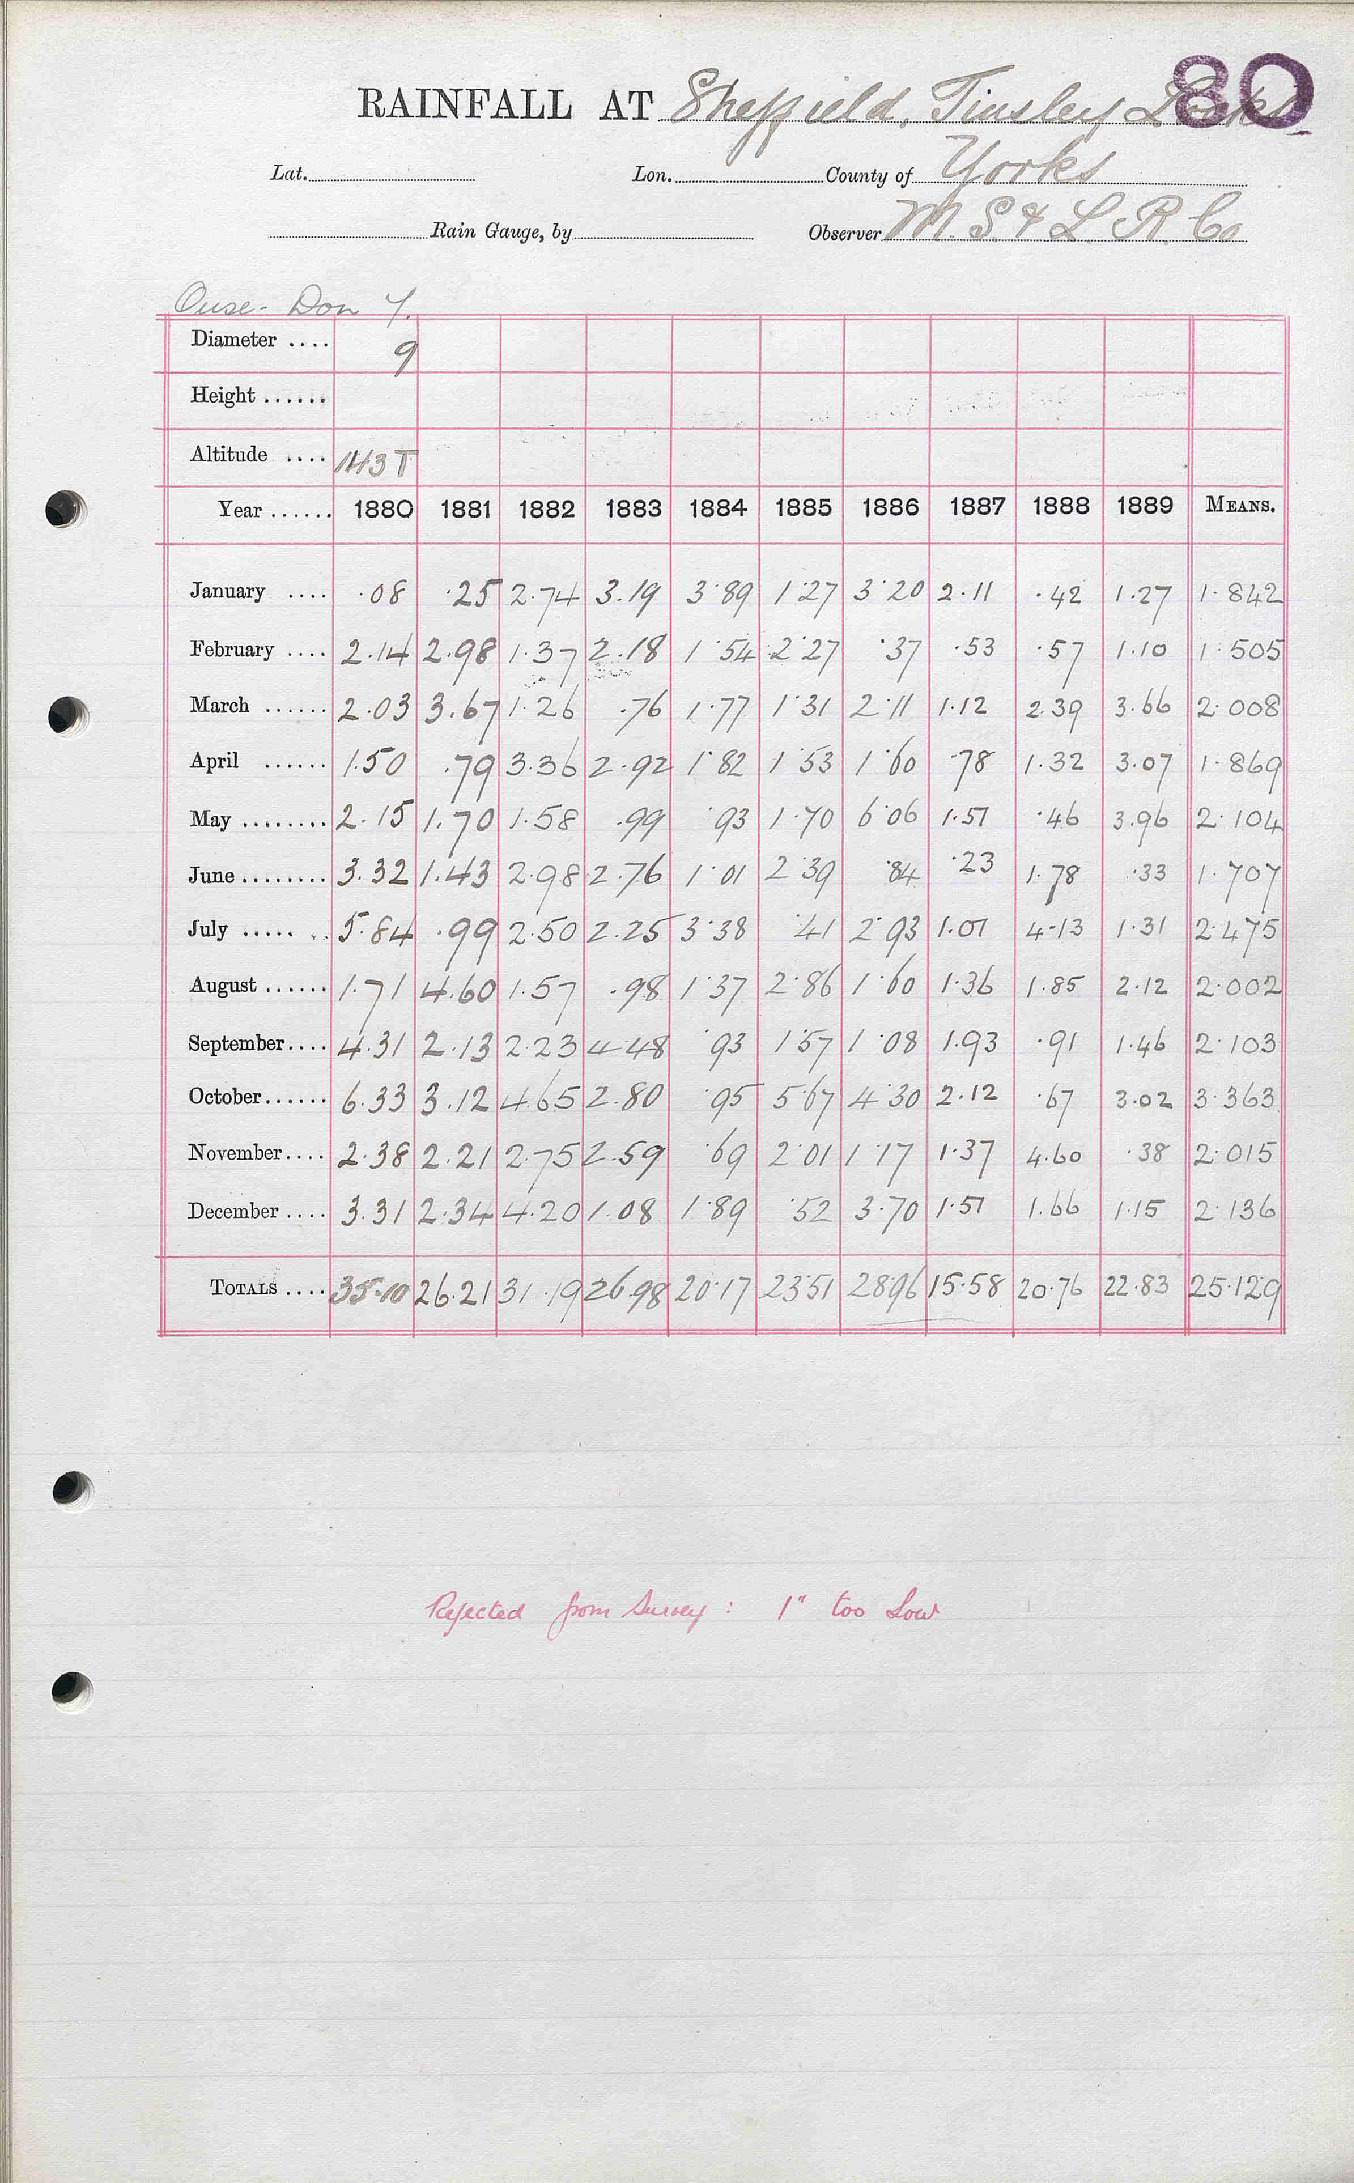 80
RAINFALL AT Sheffield, Tinsley Locks
Lat. Lon. County of Yorks
Rain Gauge, by Observer M. S. & L. R. Co
Ouse - Don Y.
Diameter .... 9
Height ......
Altitude .... 143 T
Year ...... 1880 1881 1882 1883 1884 1885 1886 1887 1888 1889 MEANS.
January .... .08 .25 2.74 3.19 3.89 1.27 3.20 2.11 .42 1.27 1.842
February .... 2.14 2.98 1.37 2.18 1.54 2.27 .37 .53 .57 1.10 1.505
March ...... 2.03 3.67 1.26 .76 1.77 1.31 2.11 1.12 2.39 3.66 2.008
April ...... 1.50 .79 3.36 2.92 1.82 1.53 1.60 .78 1.32 3.07 1.869
May ........ 2.15 1.70 1.58 .99 .93 1.70 6.06 1.51 .46 3.96 2.104
June ........ 3.32 1.43 2.98 2.76 1.01 2.39 .84 .23 1.78 .33 1.707
July ..... .. 5.84 .99 2.50 2.25 3.38 .41 2.93 1.01 4.13 1.31 2.475
August ...... 1.71 4.60 1.57 .98 1.37 2.86 1.60 1.36 1.85 2.12 2.002
September .... 4.31 2.13 2.23 4.48 .93 1.57 1.08 1.93 .91 1.46 2.103
October ...... 6.33 3.12 4.65 2.80 .95 5.67 4.30 2.12 .67 3.02 3.363
November .... 2.38 2.21 2.75 2.59 .69 2.01 1.17 1.37 4.60 .38 2.015
December .... 3.31 2.34 4.20 1.08 1.89 .52 3.70 1.51 1.66 1.15 2.136
TOTALS .... 35.10 26.21 31.19 26.98 20.17 23.51 28.96 15.58 20.76 22.83 25.129
Rejected from Survey : 1" too Low